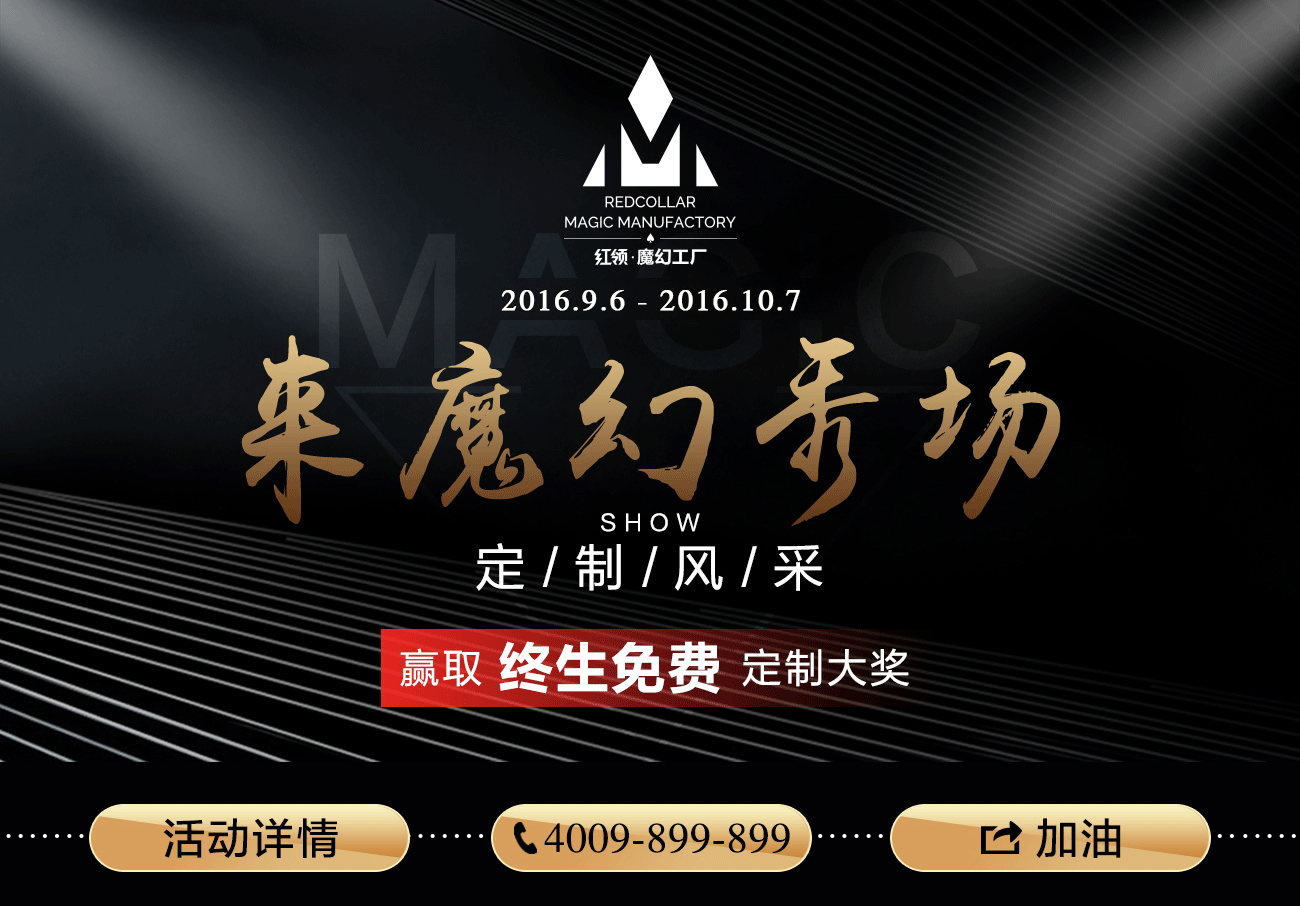 REDCOLLAR
MAGIC MANUFACTORY
红领·魔幻工厂
MAGIC
2016.9.6 - 2016.10.7
来魔幻秀场
SHOW
定/制/风/采
赢取 终生免费 定制大奖
活动详情
4009-899-899
加油